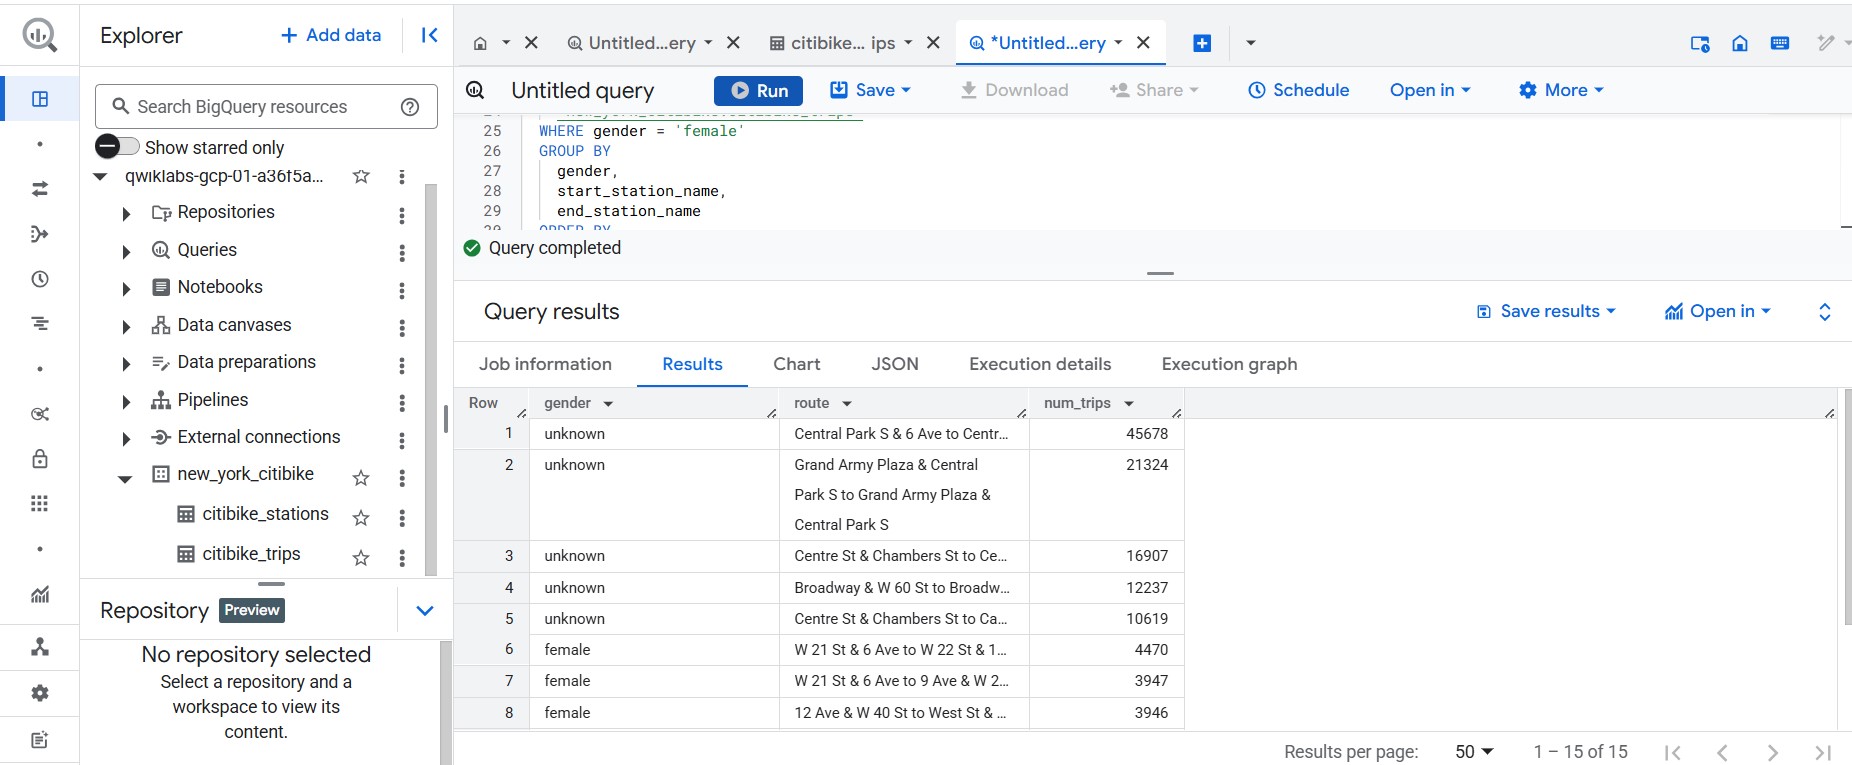 Explorer
+ Add data
Untitled...ery
citibike... ips
*Untitled...ery
Search BigQuery resources
Show starred only
qwiklabs-gcp-01-a36f5a...
Repositories
Queries
Notebooks
Data canvases
Data preparations
Pipelines
External connections
new_york_citibike
citibike_stations
citibike_trips
Repository Preview
No repository selected
Select a repository and a
workspace to view its
content.
Untitled query
Run
Save
Download
Share
Schedule
Open in
More
25 WHERE gender = 'female'
26 GROUP BY
27 gender,
28 start_station_name,
29 end_station_name
Query completed
Query results
Save results
Open in
Job information Results Chart JSON Execution details Execution graph
Row gender route num_trips
1 unknown Central Park S & 6 Ave to Centr... 45678
2 unknown Grand Army Plaza & Central 21324
Park S to Grand Army Plaza &
Central Park S
3 unknown Centre St & Chambers St to Ce... 16907
4 unknown Broadway & W 60 St to Broadw... 12237
5 unknown Centre St & Chambers St to Ca... 10619
6 female W 21 St & 6 Ave to W 22 St & 1... 4470
7 female W 21 St & 6 Ave to 9 Ave & W 2... 3947
8 female 12 Ave & W 40 St to West St & ... 3946
Results per page: 50 1 – 15 of 15